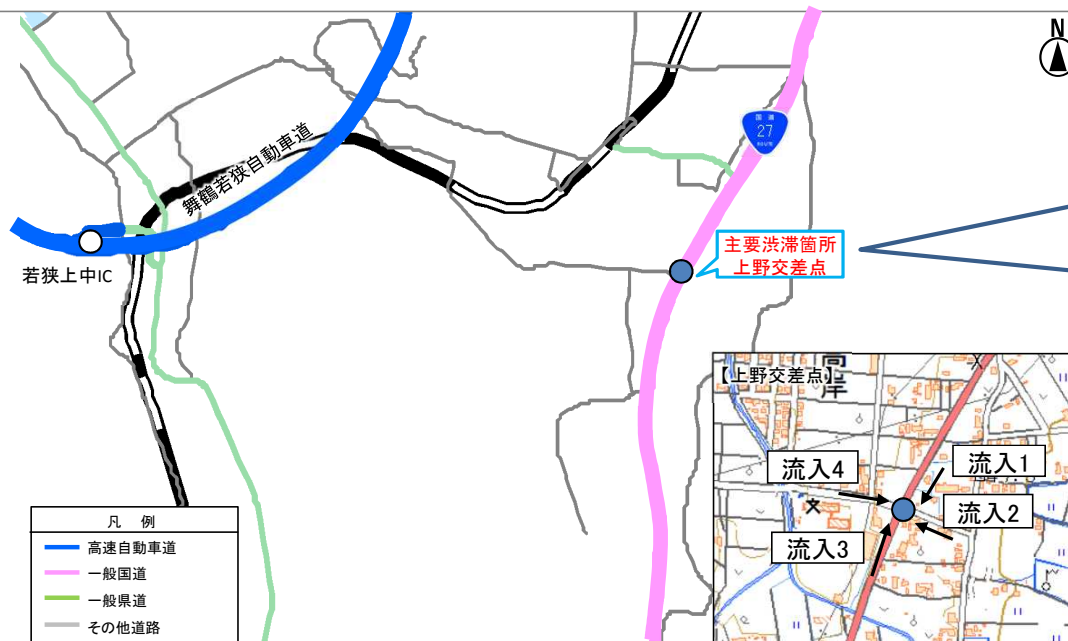 N
国道
27
ROUTE
舞鶴若狭自動車道
若狭上中IC
主要渋滞箇所
上野交差点
【上野交差点】
流入4
流入1
流入2
流入3
凡 例
高速自動車道
一般国道
一般県道
その他道路